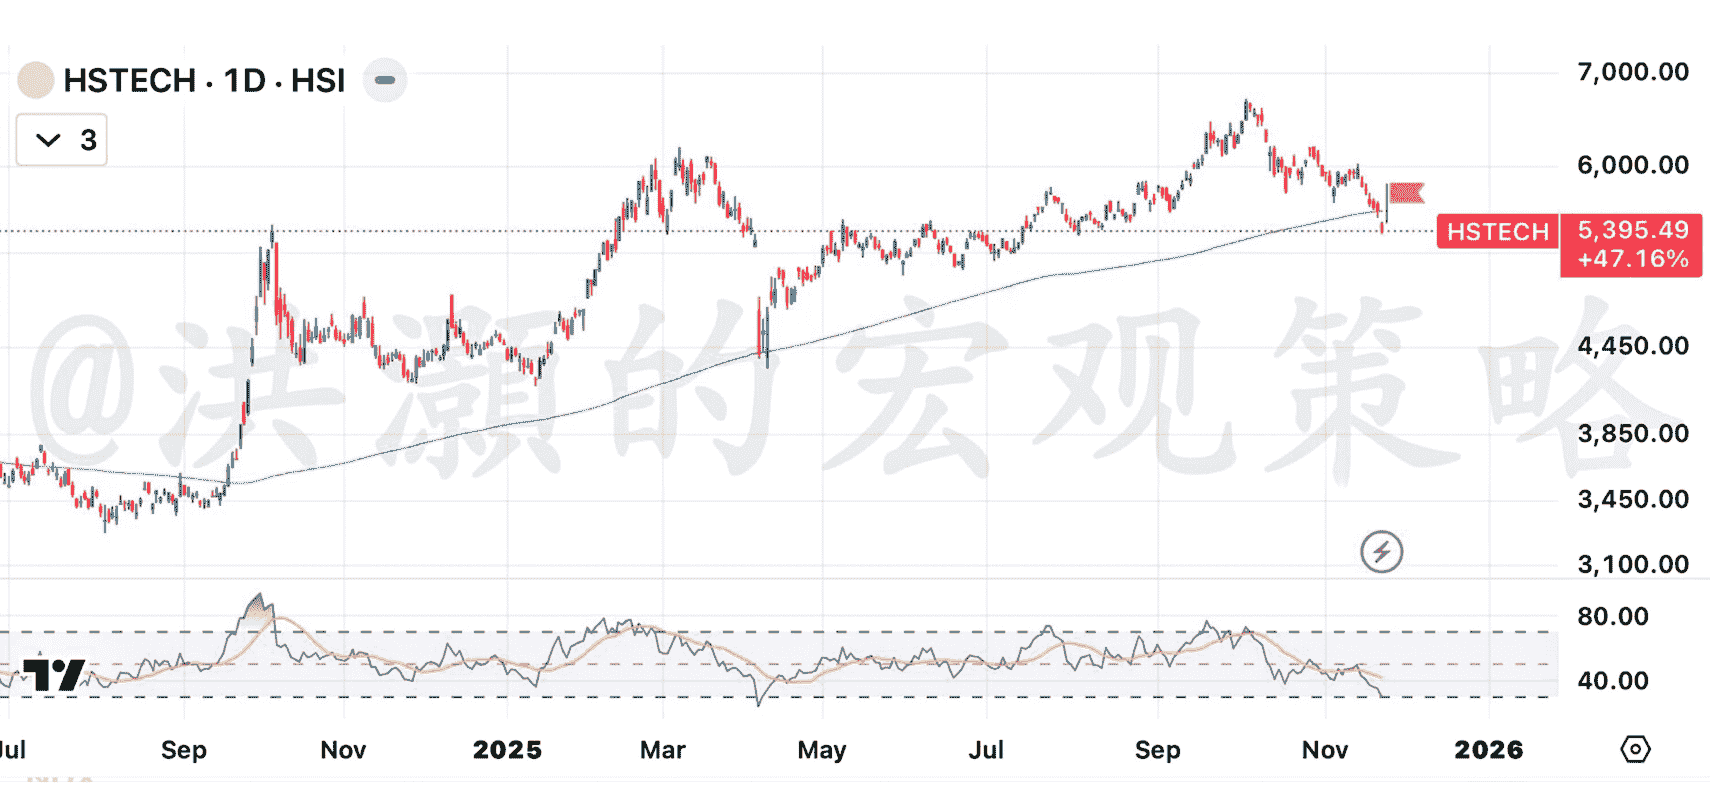 HSTECH · 1D · HSI
3
7,000.00
6,000.00
HSTECH
5,395.49
+47.16%
4,450.00
3,850.00
3,450.00
3,100.00
80.00
40.00
@洪灝的宏观策略
Jul
Sep
Nov
2025
Mar
May
Jul
Sep
Nov
2026